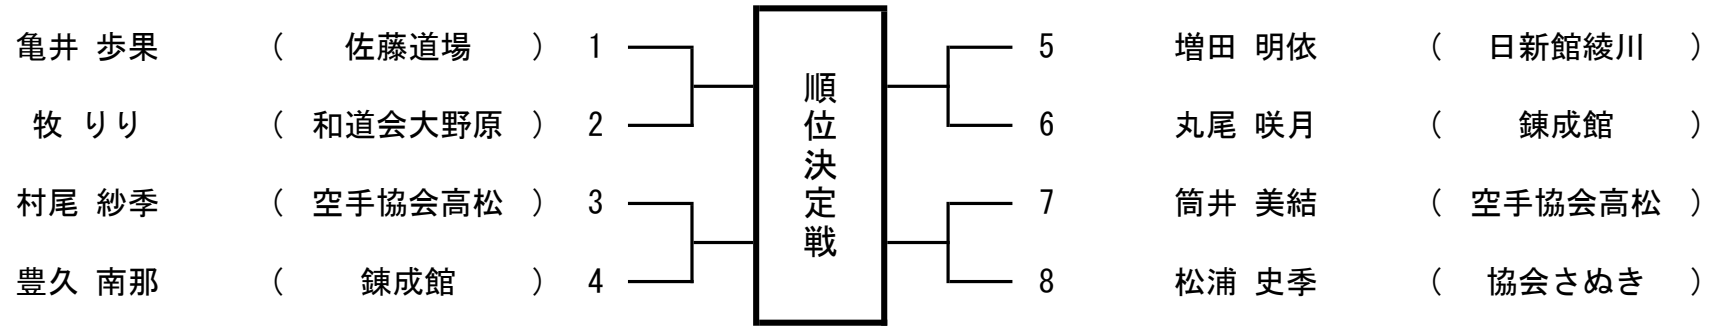 亀井 歩果 ( 佐藤道場 ) 1
牧 りり ( 和道会大野原 ) 2
村尾 紗季 ( 空手協会高松 ) 3
豊久 南那 ( 錬成館 ) 4
順位決定戦
5 増田 明依 ( 日新館綾川 )
6 丸尾 咲月 ( 錬成館 )
7 筒井 美結 ( 空手協会高松 )
8 松浦 史季 ( 協会さぬき )